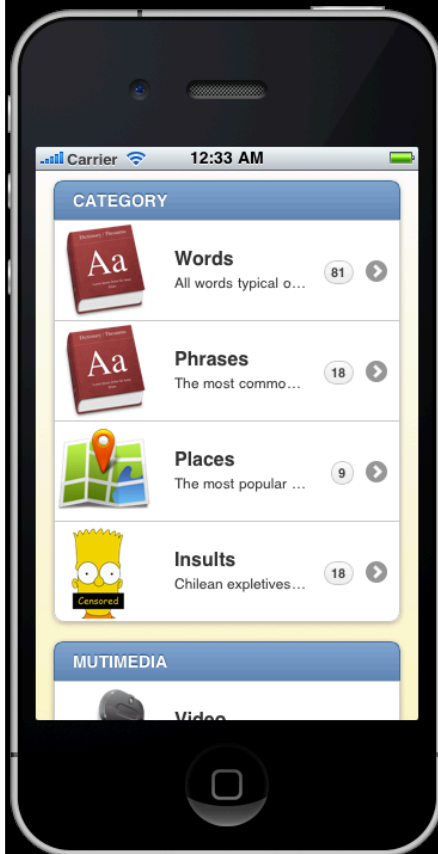 Carrier 12:33 AM
CATEGORY
Aa
Words
All words typical o...
81
Aa
Phrases
The most commo...
18
Places
The most popular ...
9
Censored
Insults
Chilean expletives...
18
MUTIMEDIA
Video